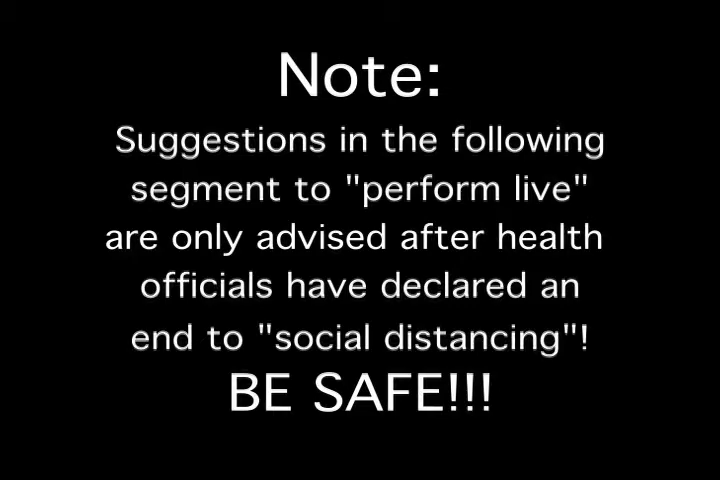 Note:
Suggestions in the following
segment to "perform live"
are only advised after health
officials have declared an
end to "social distancing"!
BE SAFE!!!